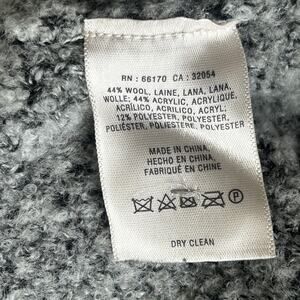 RN : 66170 CA : 32054
44% WOOL, LAINE, LANA, LANA,
WOLLE; 44% ACRYLIC, ACRYLIQUE,
ACRÍLICO, ACRILICO, ACRYL;
12% POLYESTER, POLYESTER,
POLIÉSTER, POLIESTERE, POLYESTER
MADE IN CHINA,
HECHO EN CHINA,
FABRIQUÉ EN CHINE
P
DRY CLEAN